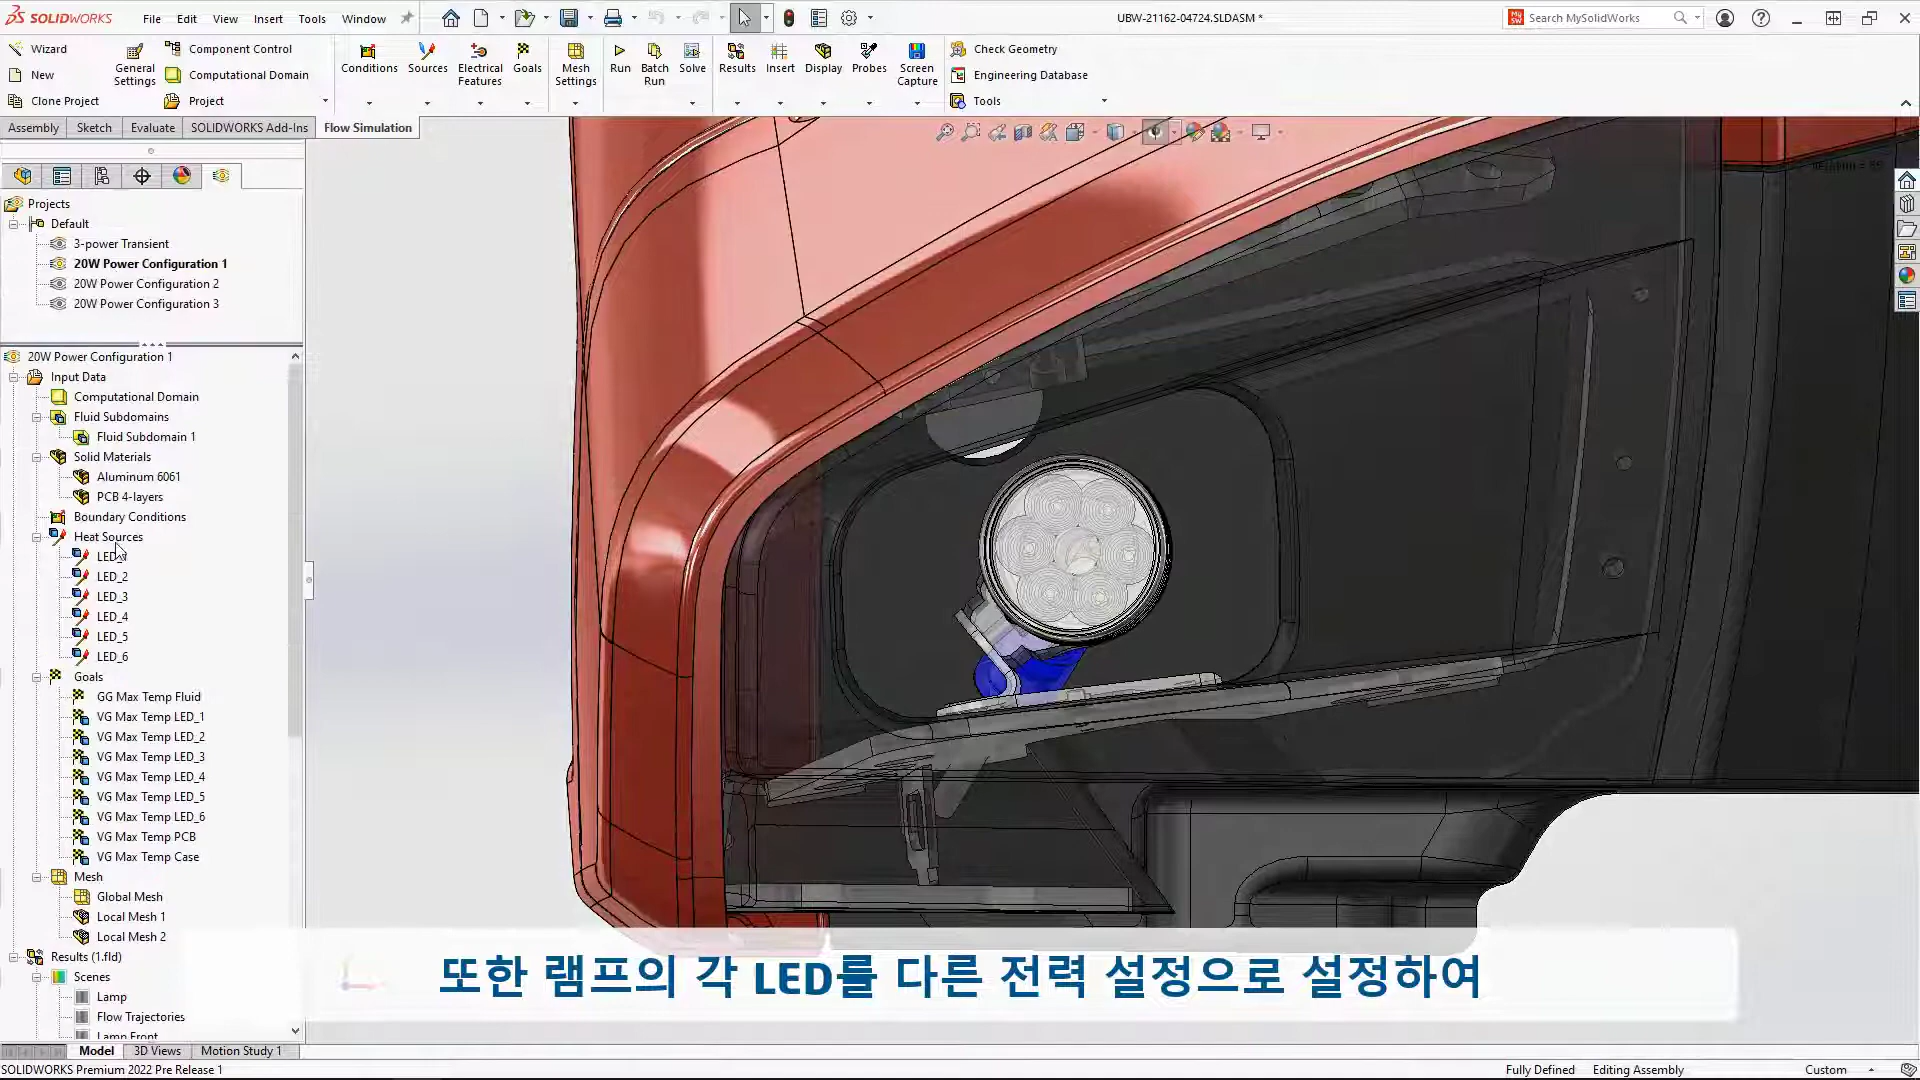 SOLIDWORKS
File Edit View Insert Tools Window
UBW-21162-04724.SLDASM *
Search MySolidWorks
Wizard
New
Clone Project
General Settings
Component Control
Computational Domain
Project
Conditions
Sources
Electrical Features
Goals
Mesh Settings
Run
Batch Run
Solve
Results
Insert
Display
Probes
Screen Capture
Check Geometry
Engineering Database
Tools
Assembly Sketch Evaluate SOLIDWORKS Add-Ins Flow Simulation
Projects
Default
3-power Transient
20W Power Configuration 1
20W Power Configuration 2
20W Power Configuration 3
20W Power Configuration 1
Input Data
Computational Domain
Fluid Subdomains
Fluid Subdomain 1
Solid Materials
Aluminum 6061
PCB 4-layers
Boundary Conditions
Heat Sources
LED_1
LED_2
LED_3
LED_4
LED_5
LED_6
Goals
GG Max Temp Fluid
VG Max Temp LED_1
VG Max Temp LED_2
VG Max Temp LED_3
VG Max Temp LED_4
VG Max Temp LED_5
VG Max Temp LED_6
VG Max Temp PCB
VG Max Temp Case
Mesh
Global Mesh
Local Mesh 1
Local Mesh 2
Results (1.fld)
Scenes
Lamp
Flow Trajectories
Lamp Front
또한 램프의 각 LED를 다른 전력 설정으로 설정하여
Model 3D Views Motion Study 1
SOLIDWORKS Premium 2022 Pre Release 1
Fully Defined Editing Assembly Custom